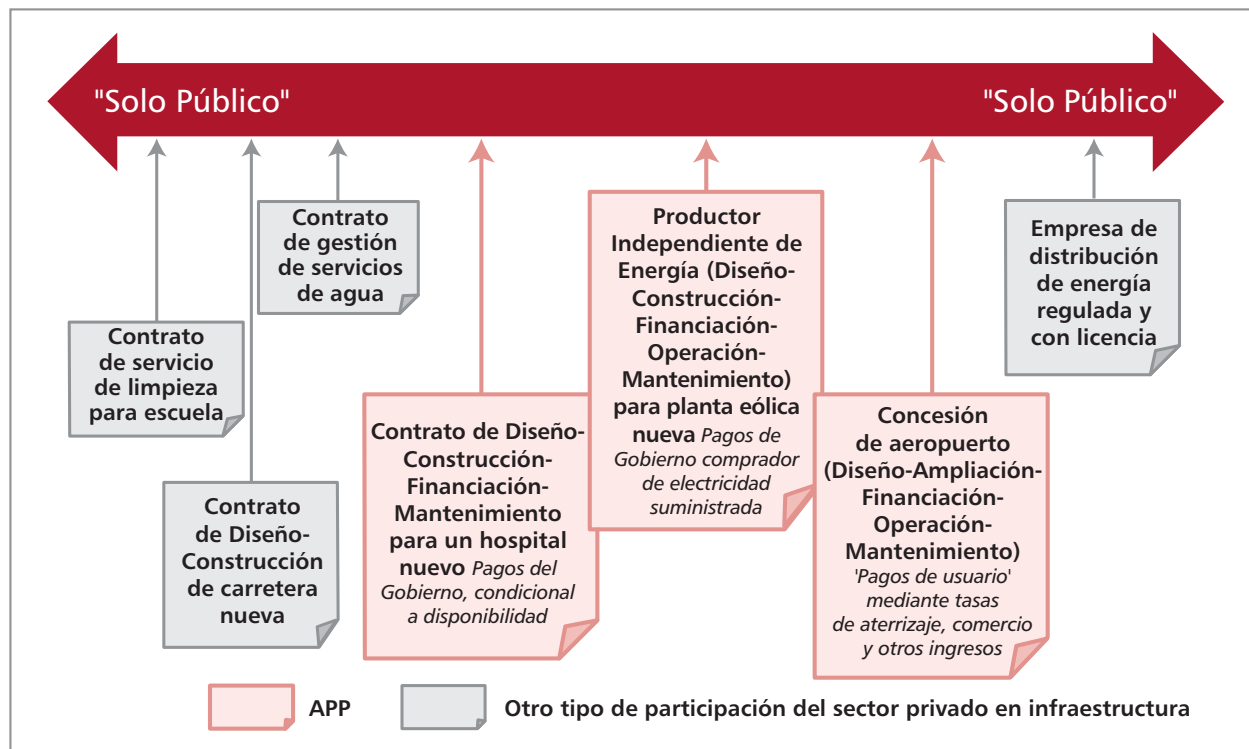 "Solo Público"
"Solo Público"
Contrato
de servicio
de limpieza
para escuela
Contrato
de Diseño-
Construcción
de carretera
nueva
Contrato
de gestión
de servicios
de agua
Contrato de Diseño-
Construcción-
Financiación-
Mantenimiento
para un hospital
nuevo Pagos del
Gobierno, condicional
a disponibilidad
Productor
Independiente de
Energía (Diseño-
Construcción-
Financiación-
Operación-
Mantenimiento)
para planta eólica
nueva Pagos de
Gobierno comprador
de electricidad
suministrada
Concesión
de aeropuerto
(Diseño-Ampliación-
Financiación-
Operación-
Mantenimiento)
'Pagos de usuario'
mediante tasas
de aterrizaje, comercio
y otros ingresos
Empresa de
distribución
de energía
regulada y
con licencia
APP
Otro tipo de participación del sector privado en infraestructura